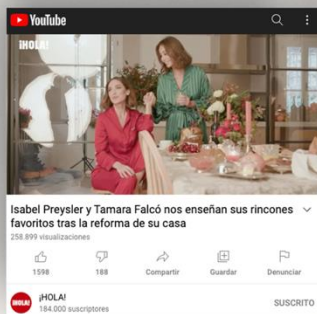 YouTube
¡HOLA!
Isabel Preysler y Tamara Falcó nos enseñan sus rincones
favoritos tras la reforma de su casa
258.899 visualizaciones
1598
188
Compartir
Guardar
Denunciar
¡HOLA!
¡HOLA!
184.000 suscriptores
SUSCRITO